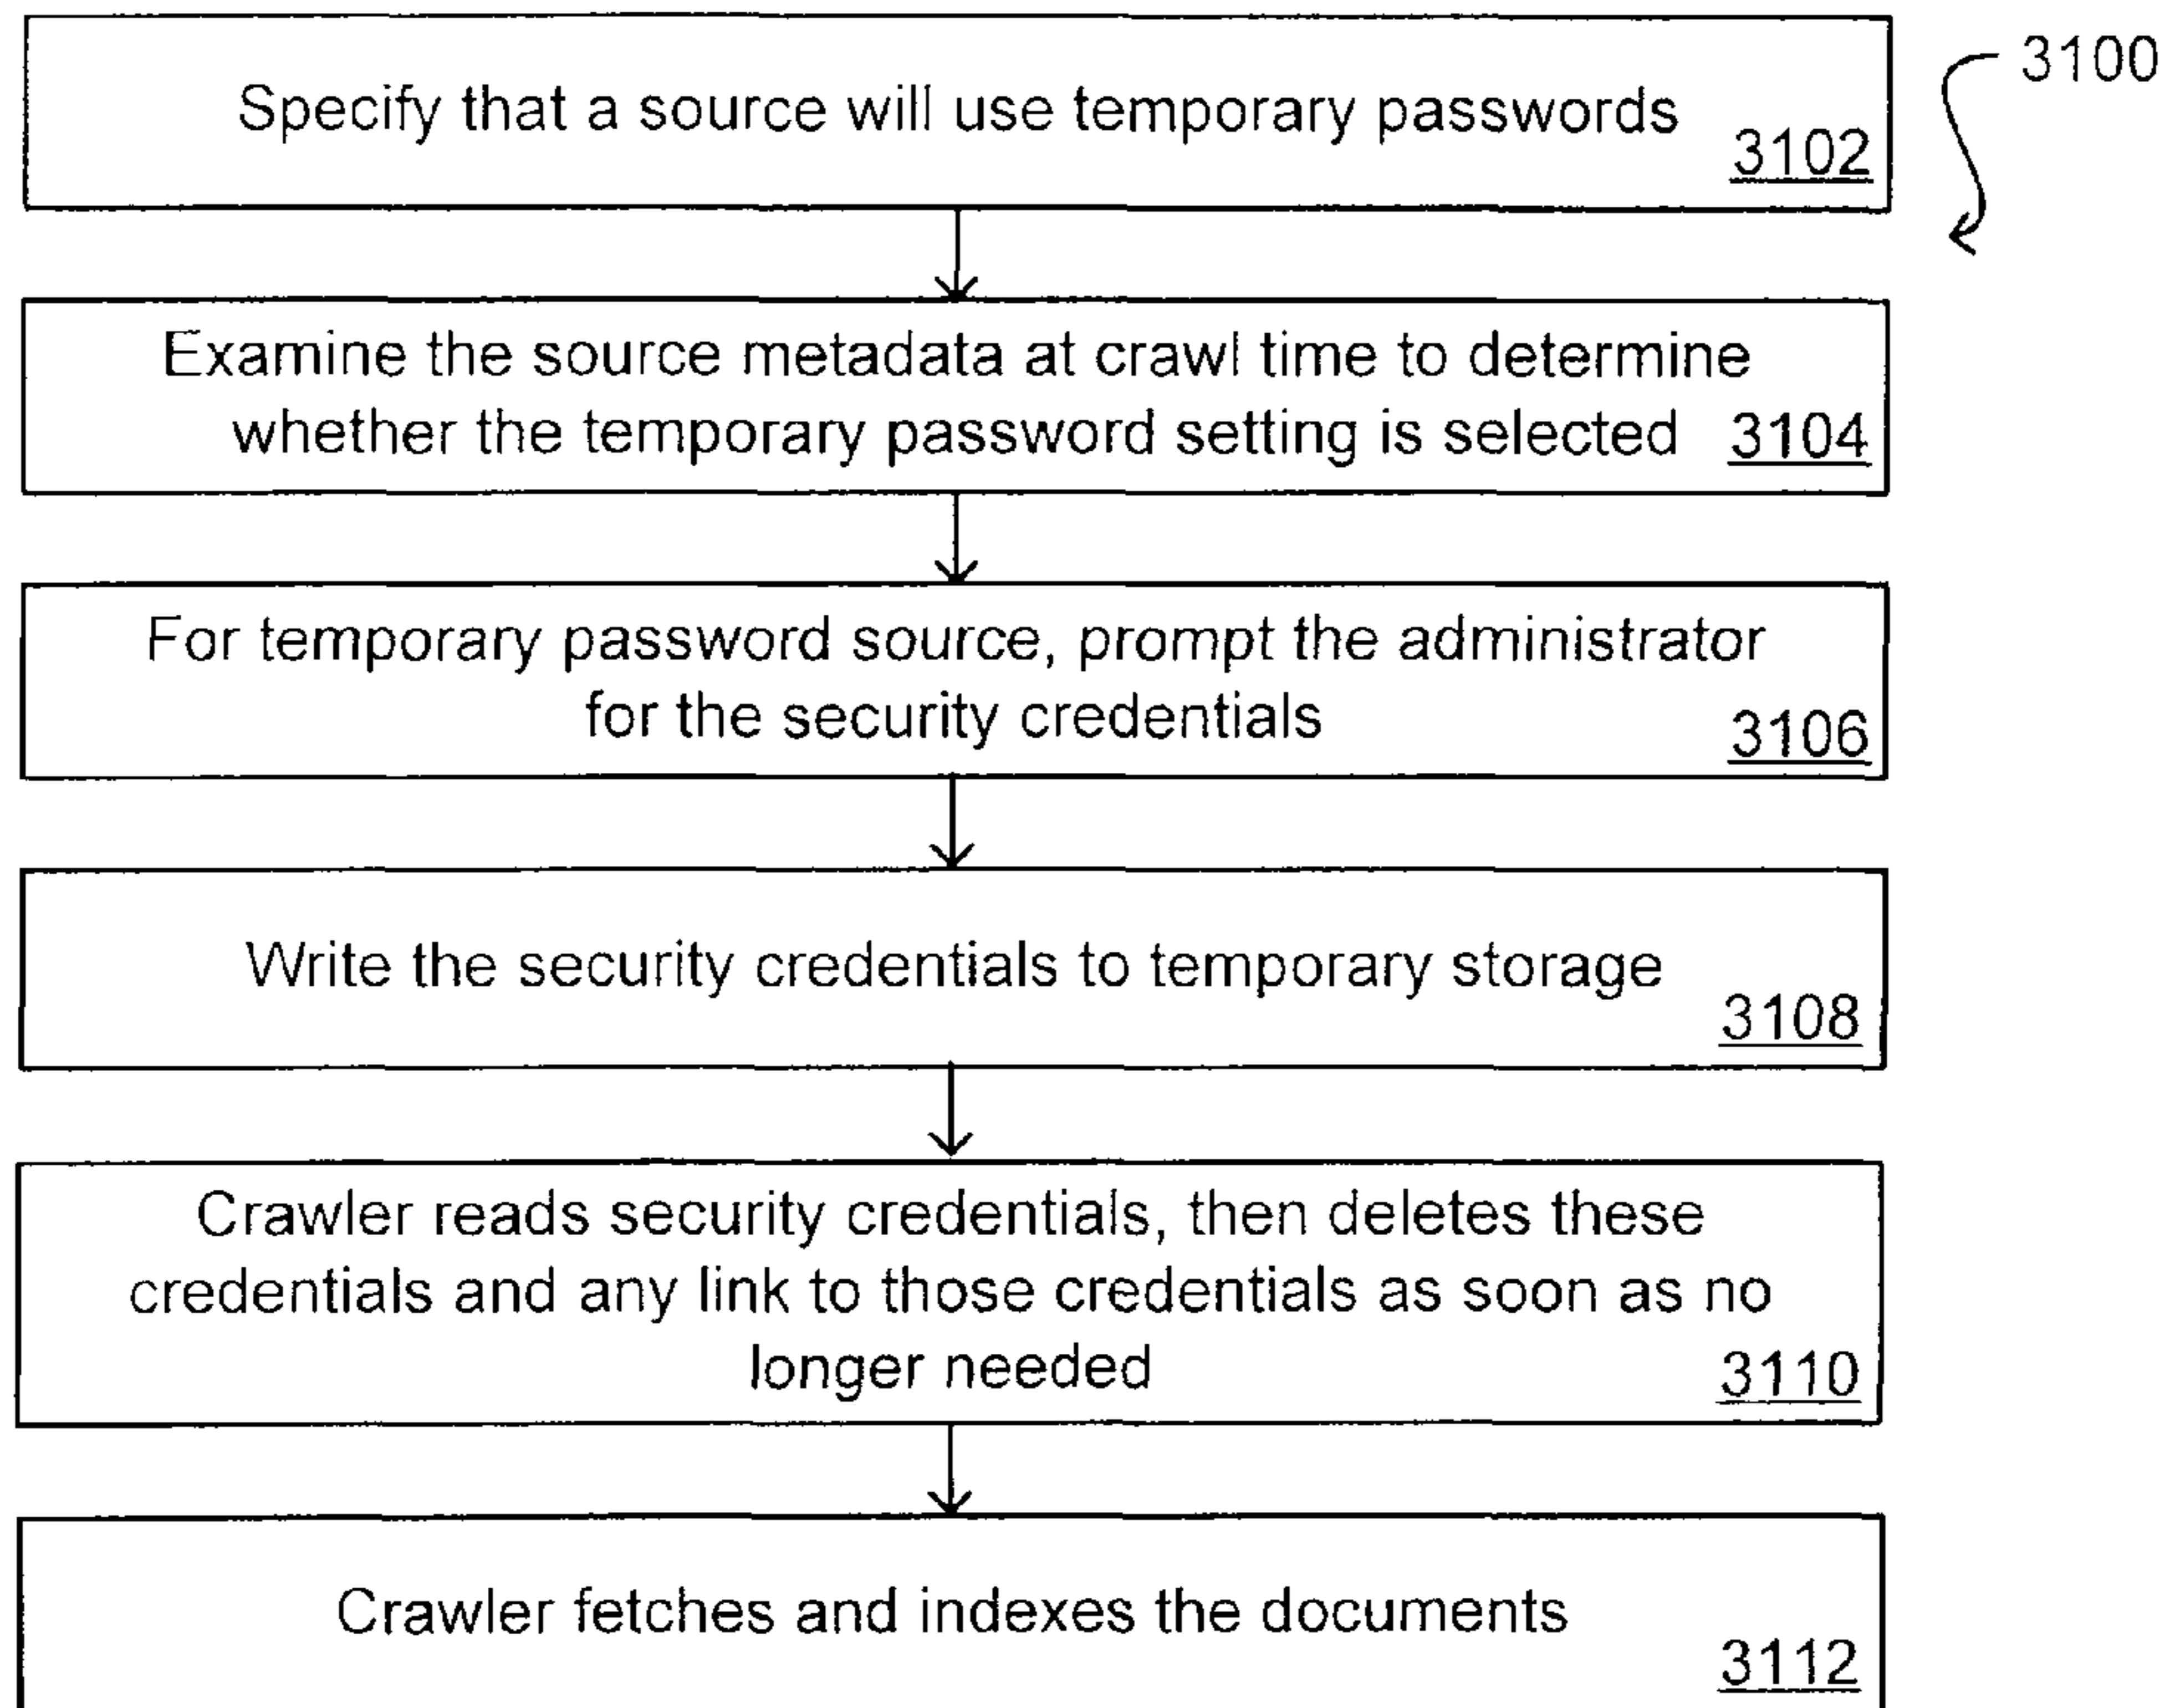 3100
Specify that a source will use temporary passwords
3102
Examine the source metadata at crawl time to determine
whether the temporary password setting is selected 3104
For temporary password source, prompt the administrator
for the security credentials
3106
Write the security credentials to temporary storage
3108
Crawler reads security credentials, then deletes these
credentials and any link to those credentials as soon as no
longer needed
3110
Crawler fetches and indexes the documents
3112